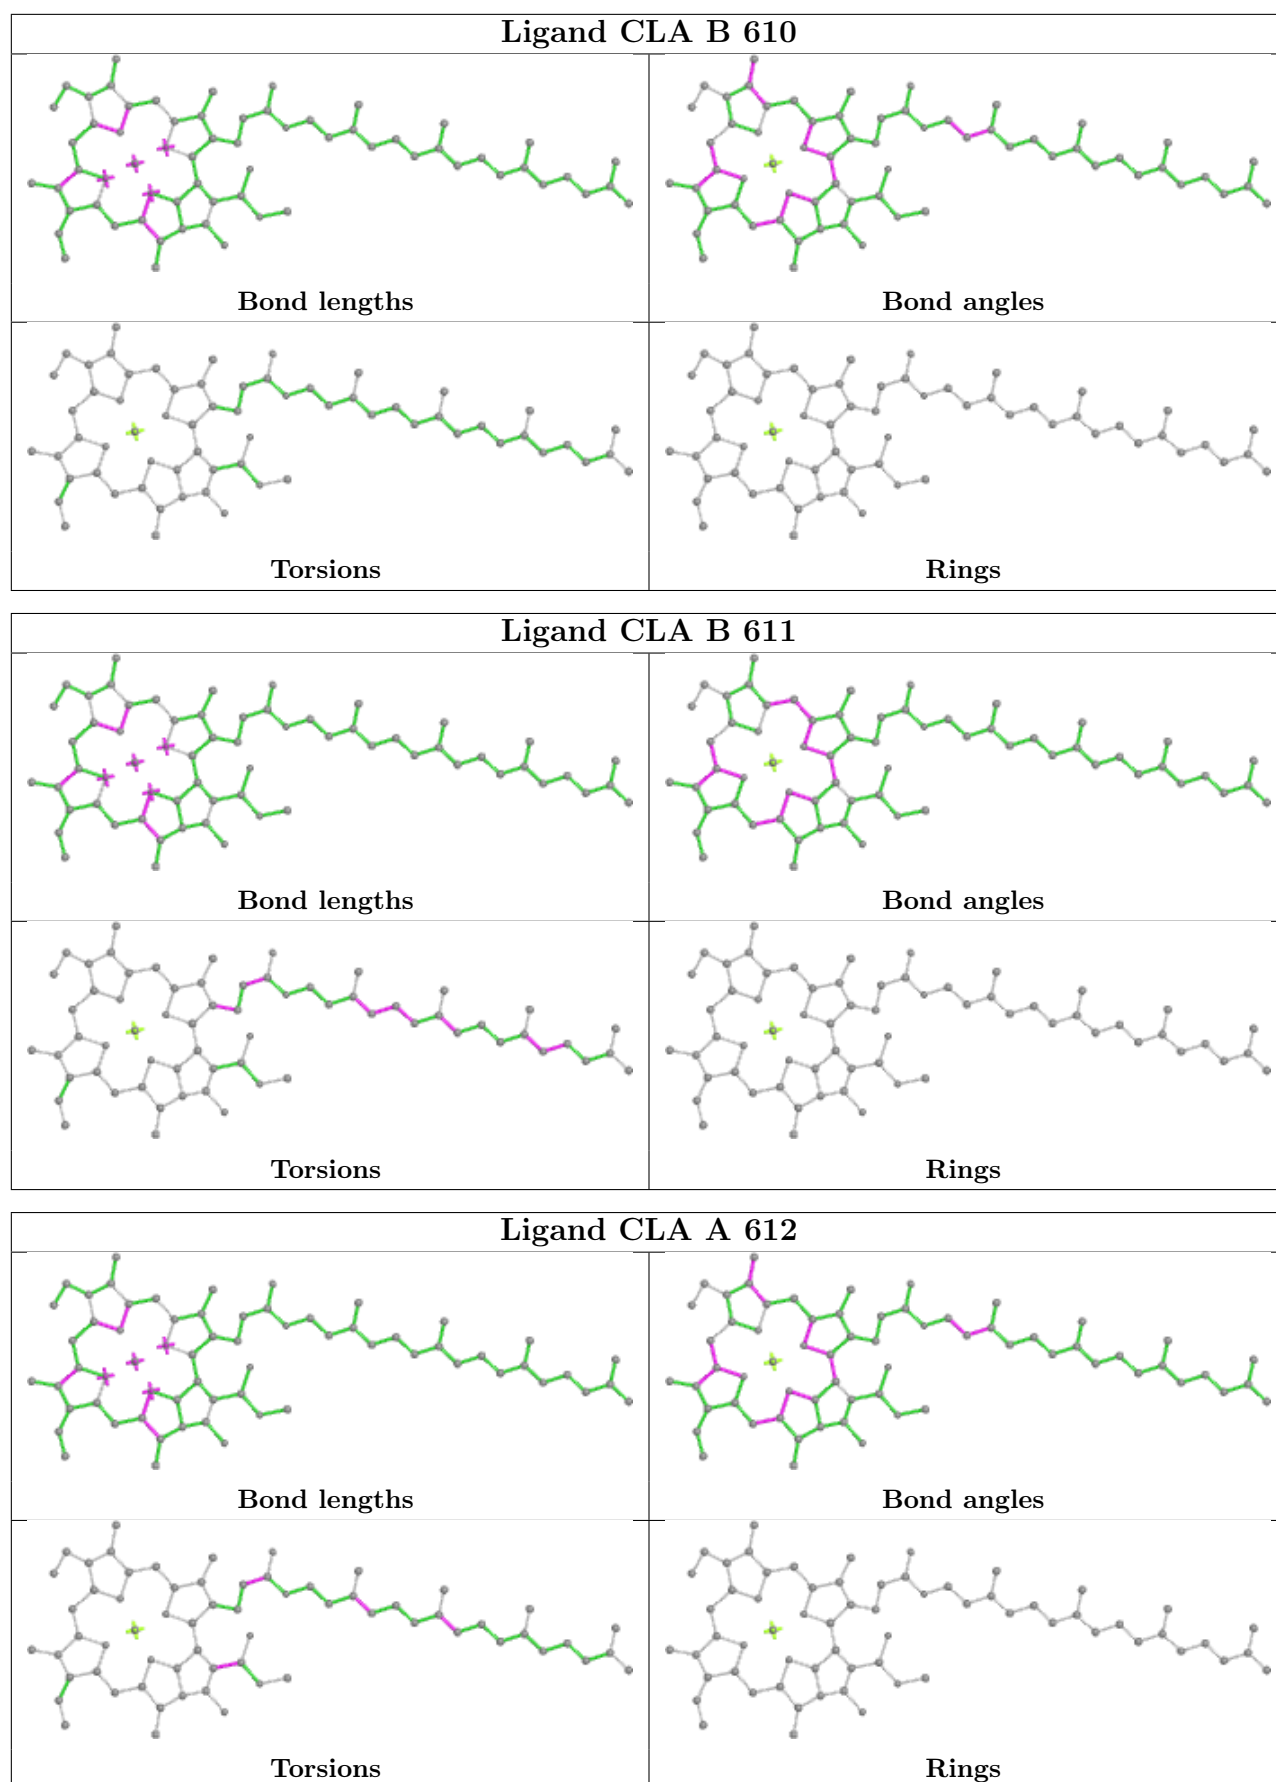 Ligand CLA B 610
Bond lengths
Bond angles
Torsions
Rings
Ligand CLA B 611
Bond lengths
Bond angles
Torsions
Rings
Ligand CLA A 612
Bond lengths
Bond angles
Torsions
Rings